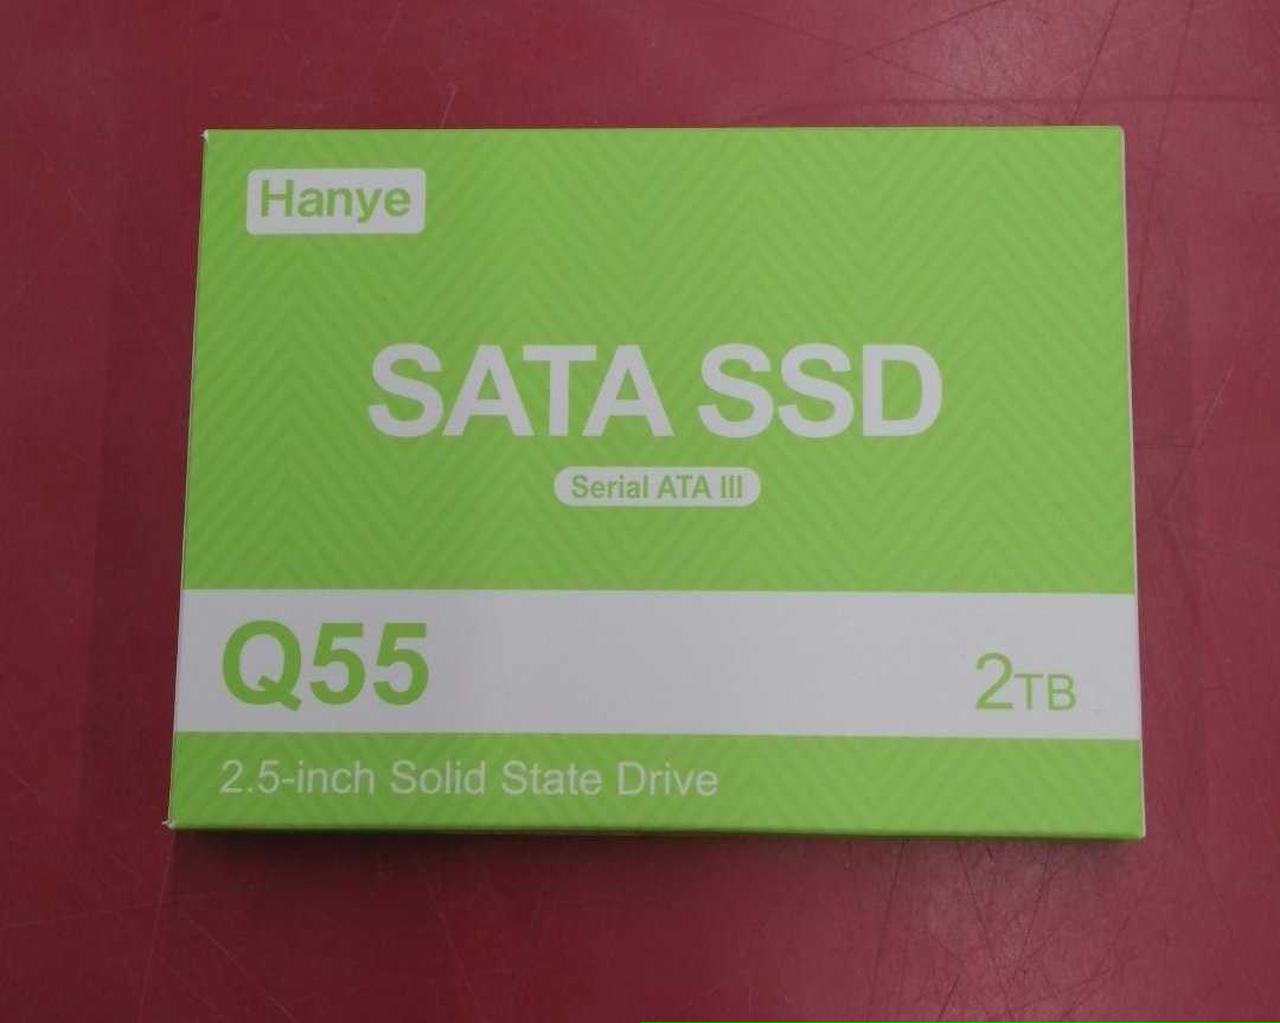 Hanye
SATA SSD
Serial ATA III
Q55
2TB
2.5-inch Solid State Drive